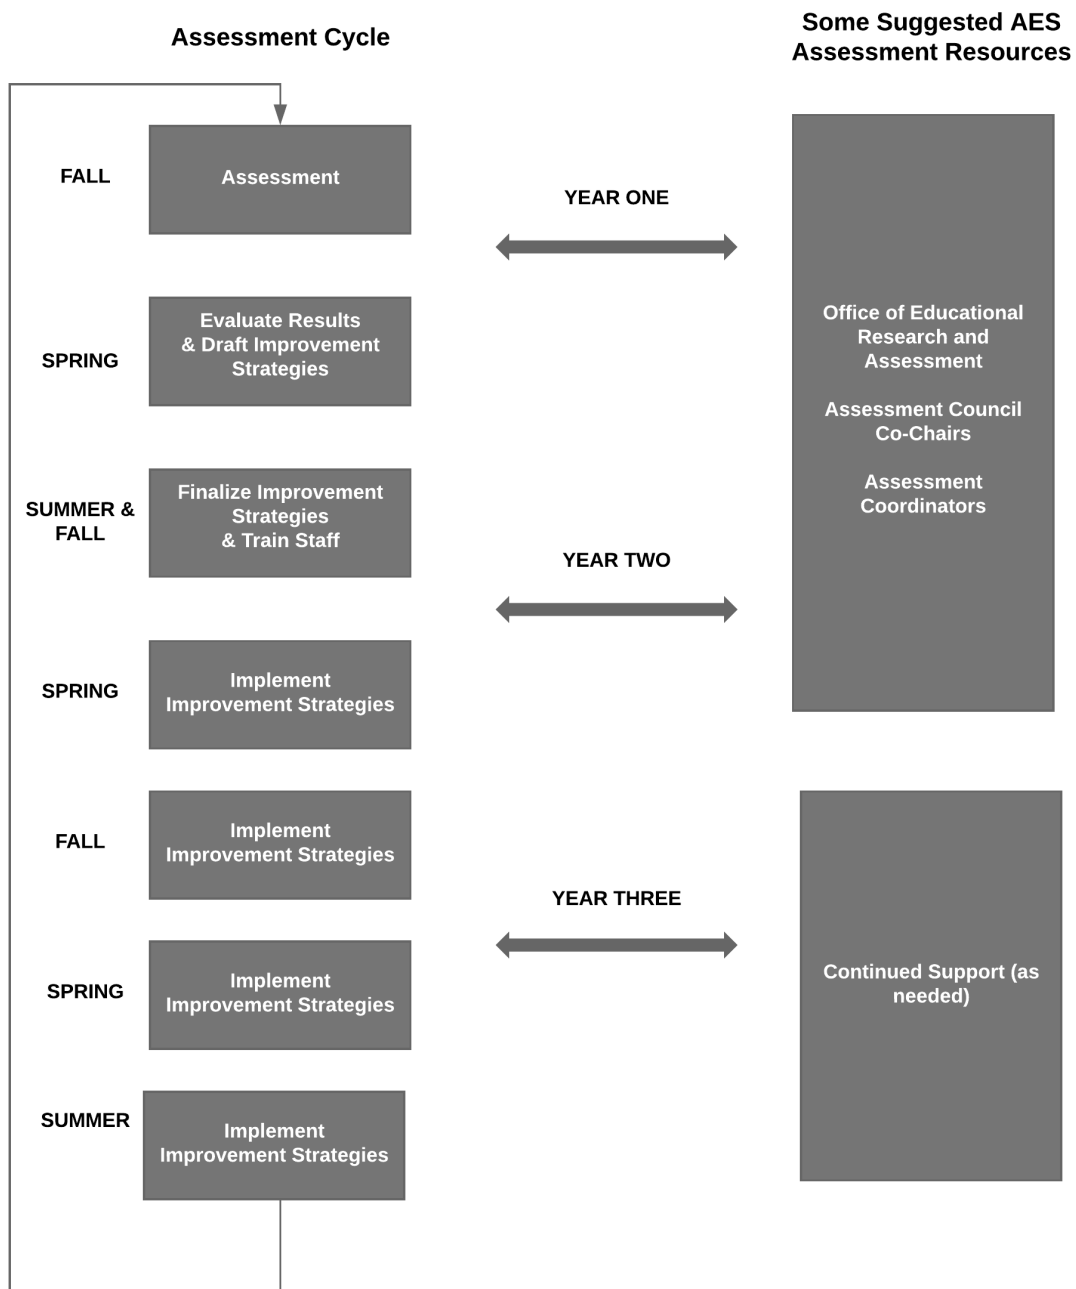 Assessment Cycle
Some Suggested AES
Assessment Resources
FALL
Assessment
YEAR ONE
SPRING
Evaluate Results
& Draft Improvement
Strategies
Office of Educational
Research and
Assessment
Assessment Council
Co-Chairs
Assessment
Coordinators
SUMMER &
FALL
Finalize Improvement
Strategies
& Train Staff
YEAR TWO
SPRING
Implement
Improvement Strategies
FALL
Implement
Improvement Strategies
YEAR THREE
SPRING
Implement
Improvement Strategies
Continued Support (as
needed)
SUMMER
Implement
Improvement Strategies